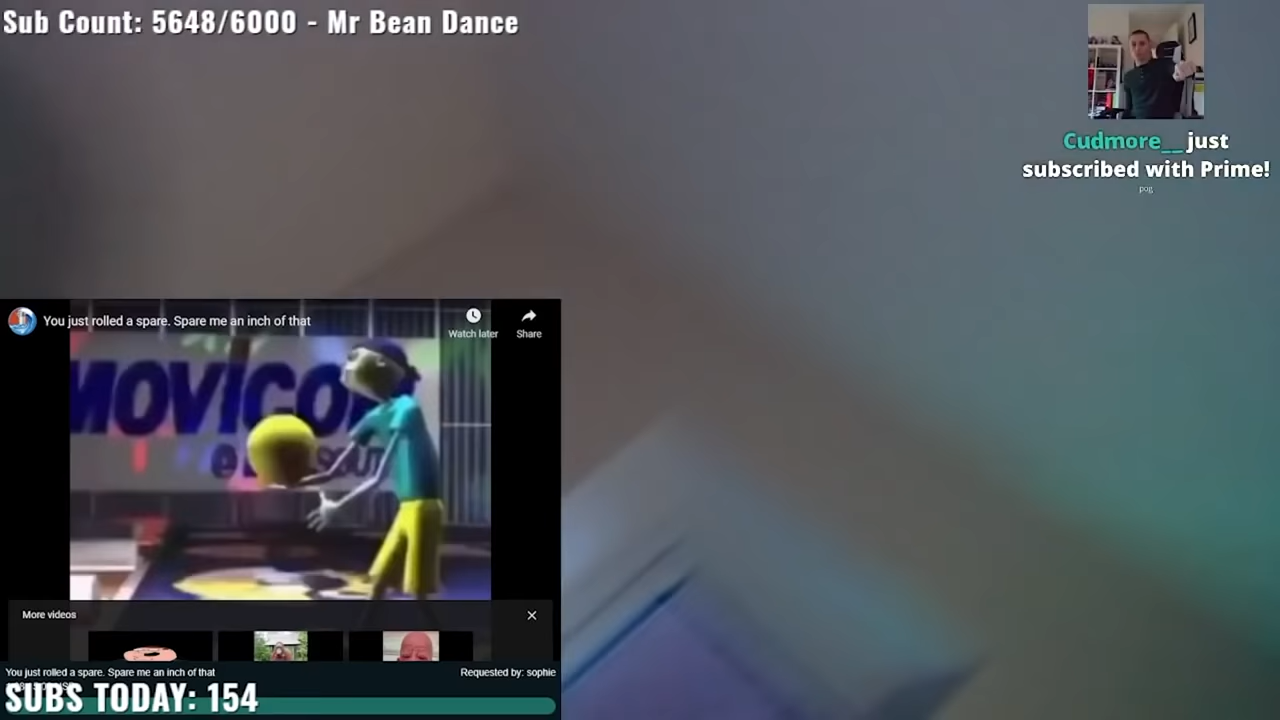 Sub Count: 5648/6000 - Mr Bean Dance
Cudmore__ just
subscribed with Prime!
pog
You just rolled a spare. Spare me an inch of that
Watch later
Share
MOVICO
More videos
You just rolled a spare. Spare me an inch of that
Requested by: sophie
SUBS TODAY: 154